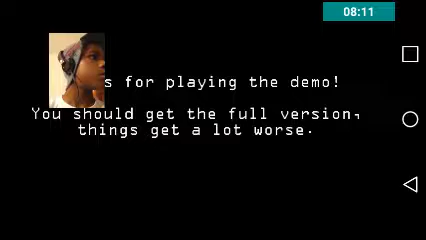 08:11
s for playing the demo!
You should get the full version,
things get a lot worse.